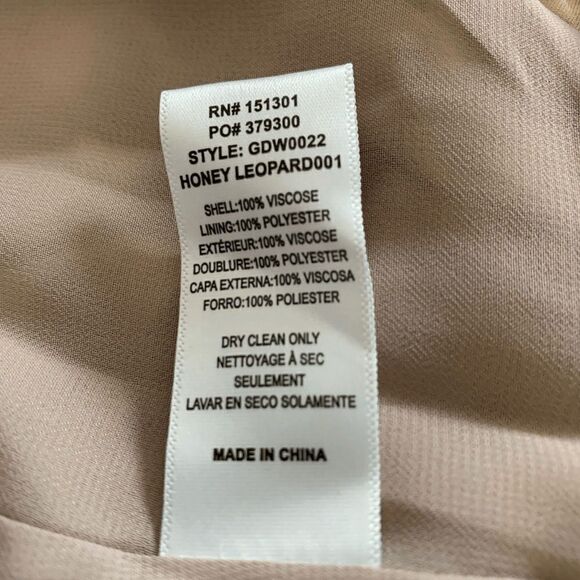 RN# 151301
PO# 379300
STYLE: GDW0022
HONEY LEOPARD001
SHELL:100% VISCOSE
LINING:100% POLYESTER
EXTÉRIEUR:100% VISCOSE
DOUBLURE:100% POLYESTER
CAPA EXTERNA:100% VISCOSA
FORRO:100% POLIESTER
DRY CLEAN ONLY
NETTOYAGE À SEC
SEULEMENT
LAVAR EN SECO SOLAMENTE
MADE IN CHINA